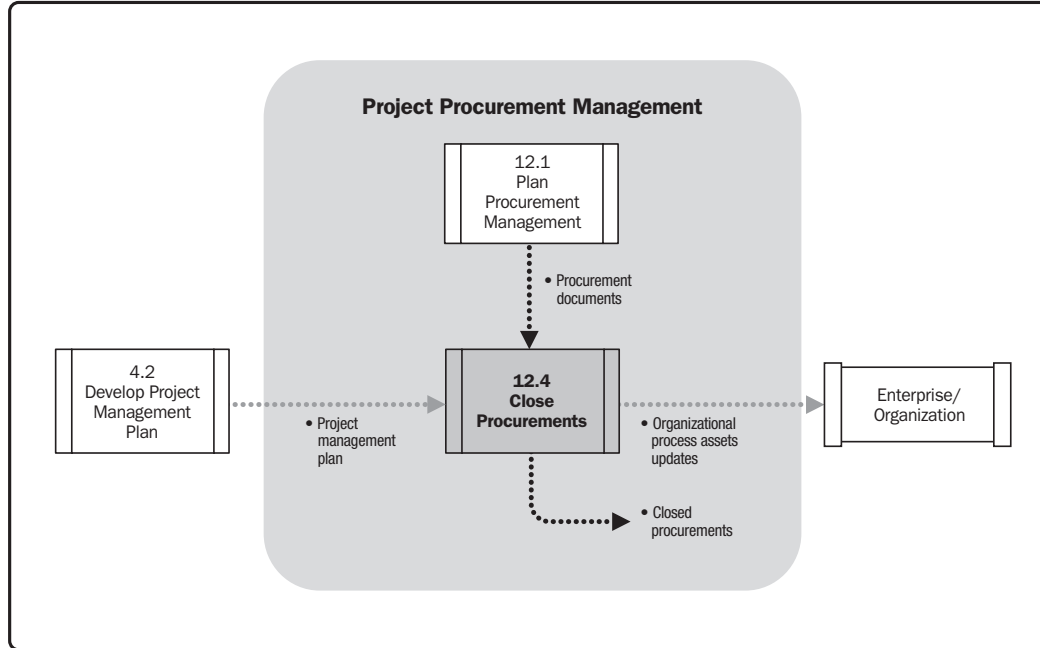 Project Procurement Management
12.1
Plan
Procurement
Management
• Procurement
documents
4.2
Develop Project
Management
Plan
• Project
management
plan
12.4
Close
Procurements
• Organizational
process assets
updates
Enterprise/
Organization
• Closed
procurements